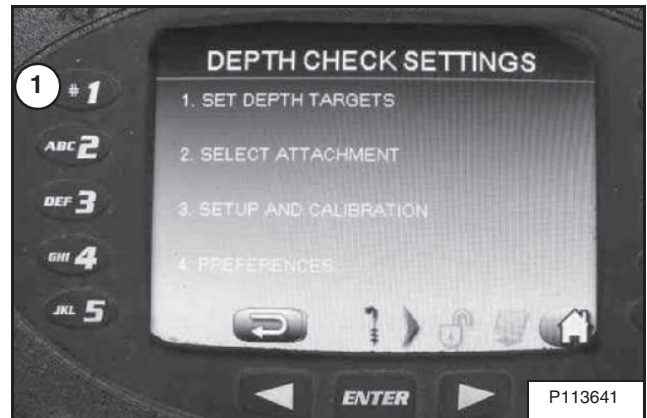 DEPTH CHECK SETTINGS
1 #1
1. SET DEPTH TARGETS
ABC 2
2. SELECT ATTACHMENT
DEF 3
3. SETUP AND CALIBRATION
GHI 4
4. PREFERENCES
JKL 5
ENTER
P113641